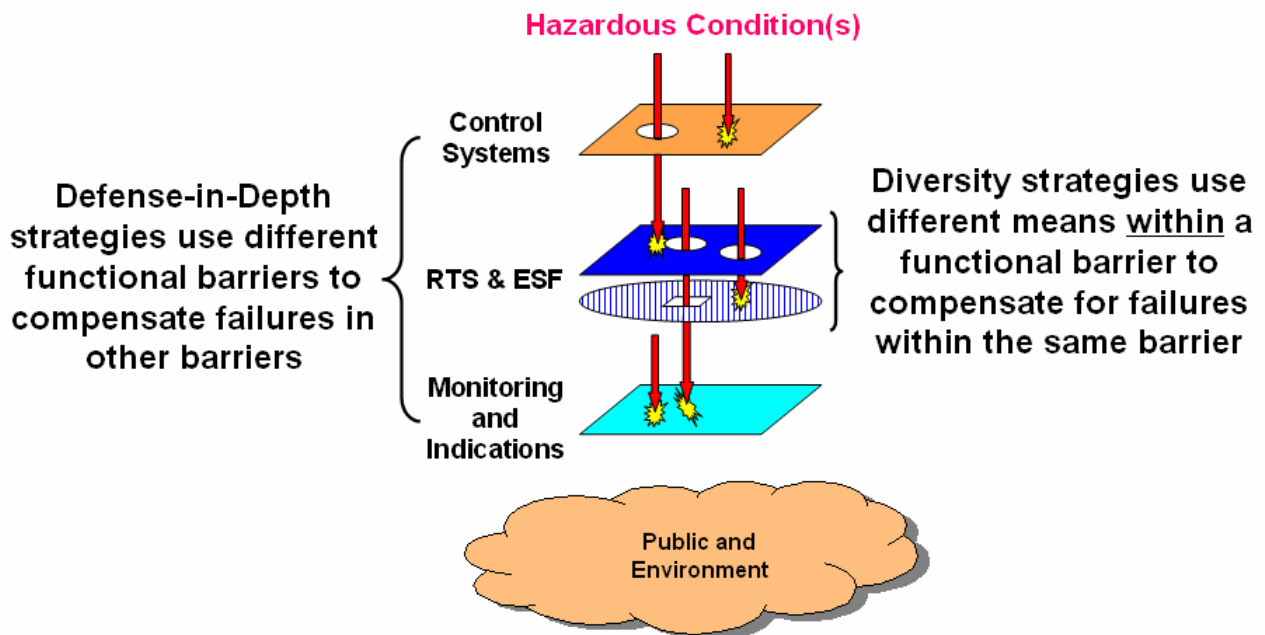 Hazardous Condition(s)
Control
Systems
Defense-in-Depth
strategies use different
functional barriers to
compensate failures in
other barriers
RTS & ESF
Diversity strategies use
different means within a
functional barrier to
compensate for failures
within the same barrier
Monitoring
and
Indications
Public and
Environment